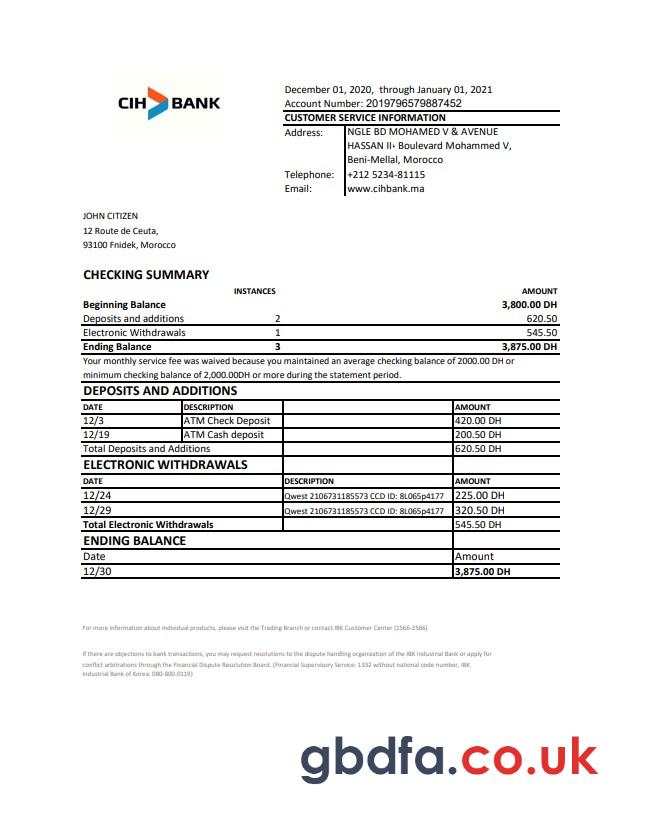 CIH BANK
December 01, 2020, through January 01, 2021
Account Number: 2019796579887452
CUSTOMER SERVICE INFORMATION
Address: NGLE BD MOHAMED V & AVENUE
HASSAN II، Boulevard Mohammed V,
Beni-Mellal, Morocco
Telephone: +212 5234-81115
Email: www.cihbank.ma
JOHN CITIZEN
12 Route de Ceuta,
93100 Fnidek, Morocco
CHECKING SUMMARY
INSTANCES AMOUNT
Beginning Balance 3,800.00 DH
Deposits and additions 2 620.50
Electronic Withdrawals 1 545.50
Ending Balance 3 3,875.00 DH
Your monthly service fee was waived because you maintained an average checking balance of 2000.00 DH or
minimum checking balance of 2,000.00DH or more during the statement period.
DEPOSITS AND ADDITIONS
DATE DESCRIPTION AMOUNT
12/3 ATM Check Deposit 420.00 DH
12/19 ATM Cash deposit 200.50 DH
Total Deposits and Additions 620.50 DH
ELECTRONIC WITHDRAWALS
DATE DESCRIPTION AMOUNT
12/24 Qwest 2106731185573 CCD ID: 8L065p4177 225.00 DH
12/29 Qwest 2106731185573 CCD ID: 8L065p4177 320.50 DH
Total Electronic Withdrawals 545.50 DH
ENDING BALANCE
Date Amount
12/30 3,875.00 DH
For more information about individual products, please visit the Trading Branch or contact IBK Customer Center (1566-2566)
If there are objections to bank transactions, you may request resolutions to the dispute handling organization of the IBK Industrial Bank or apply for
conflict arbitrations through the Financial Dispute Resolution Board. (Financial Supervisory Service: 1332 without national code number, IBK
Industrial Bank of Korea: 080-800-0119)
gbdfa.co.uk